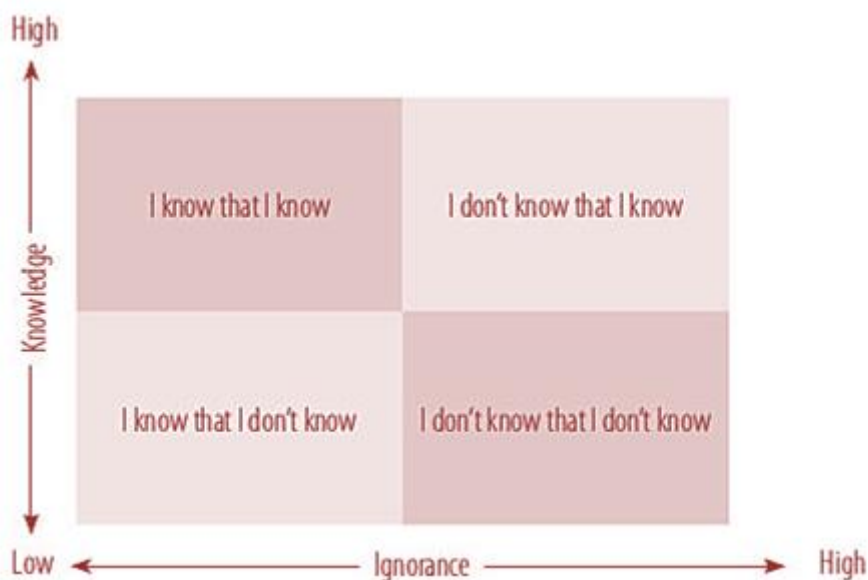 High
I know that I know
I don't know that I know
Knowledge
I know that I don't know
I don't know that I don't know
Low
Ignorance
High